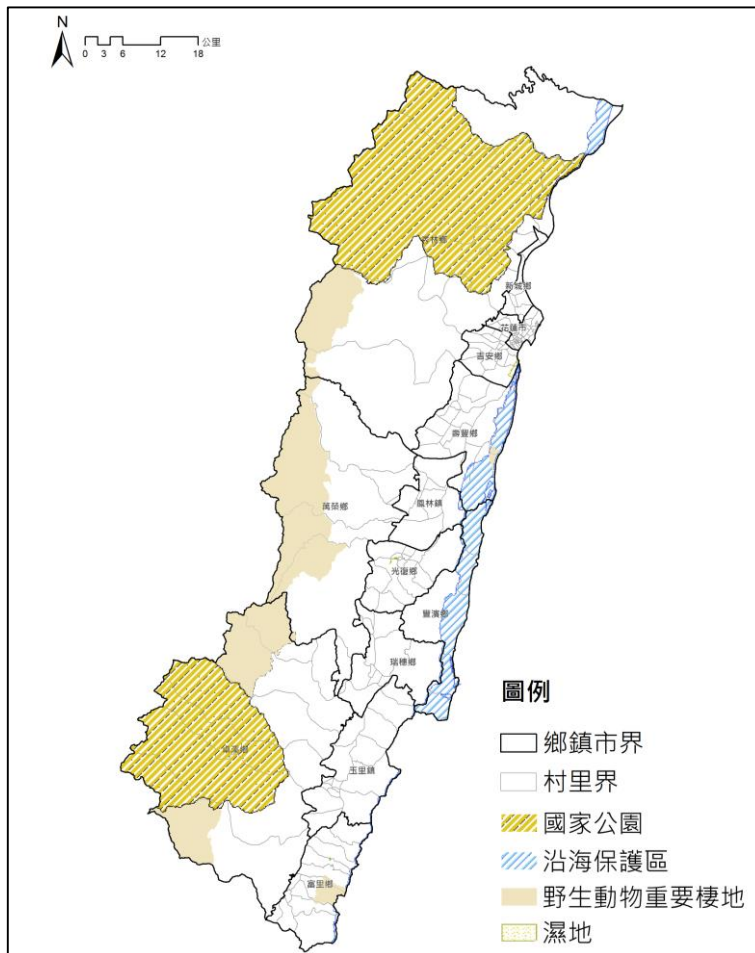 N
公里
0 3 6 12 18
秀林鄉
新城鄉
花蓮市
吉安鄉
壽豐鄉
鳳林鎮
萬榮鄉
光復鄉
豐濱鄉
瑞穗鄉
卓溪鄉
玉里鎮
富里鄉
圖例
鄉鎮市界
村里界
國家公園
沿海保護區
野生動物重要棲地
濕地